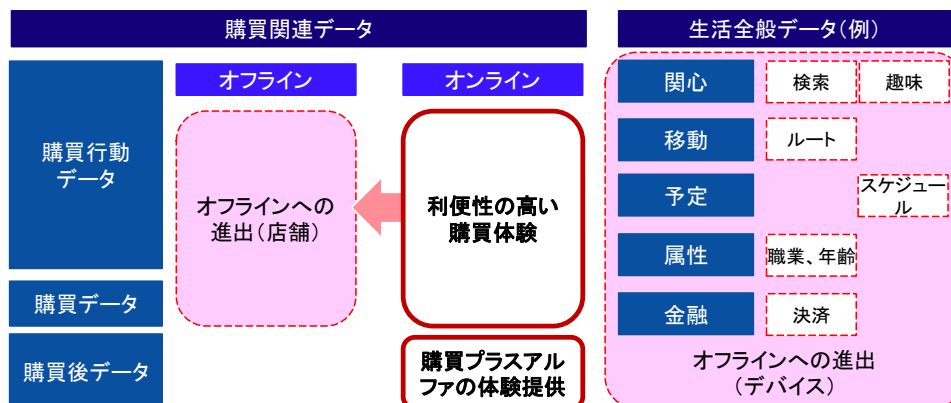 購買関連データ
生活全般データ(例)
オフライン
オンライン
購買行動
データ
購買データ
購買後データ
オフラインへの
進出(店舗)
利便性の高い
購買体験
購買プラスアル
ファの体験提供
関心
検索
趣味
移動
ルート
予定
スケジュー
ル
属性
職業、年齢
金融
決済
オフラインへの進出
(デバイス)